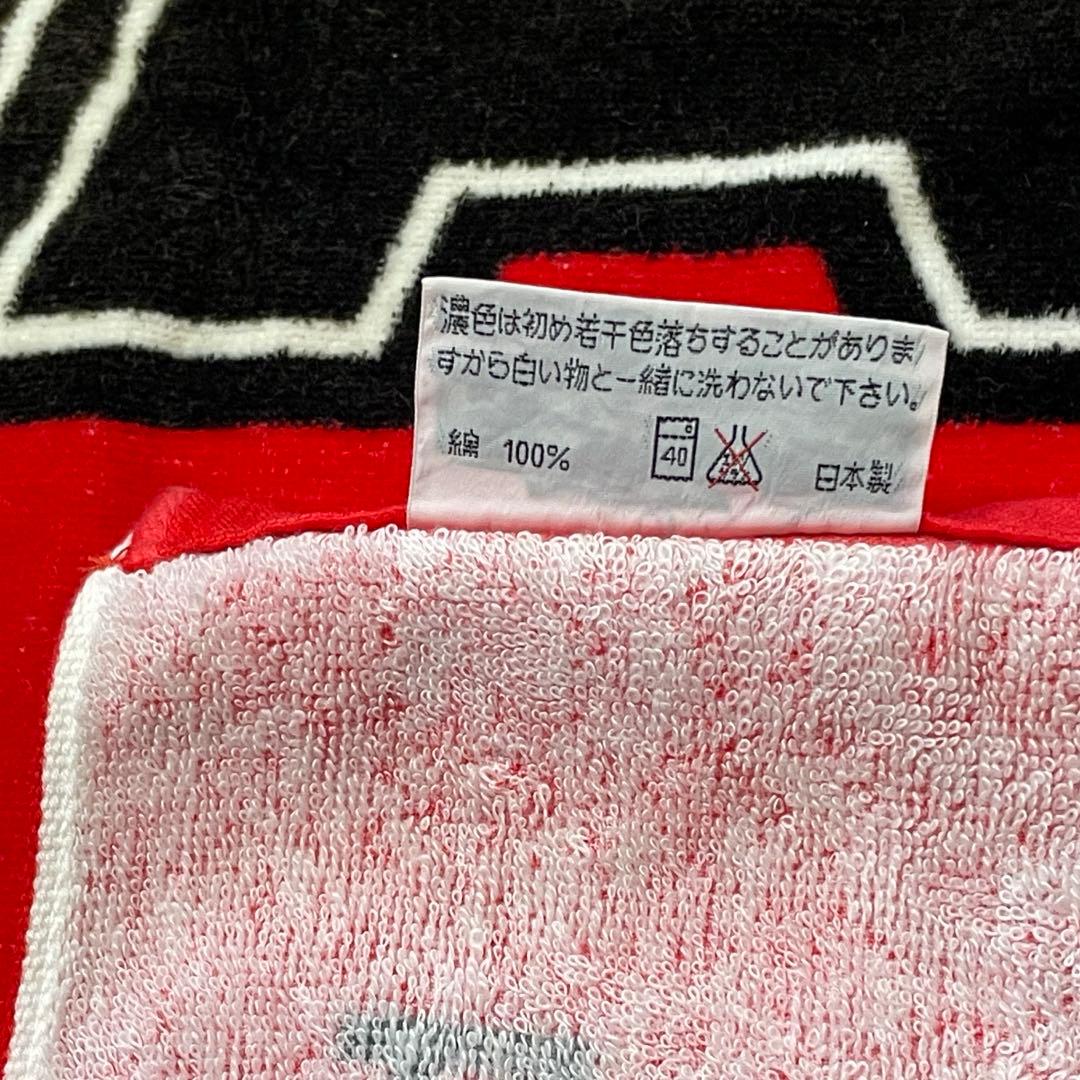 濃色は初め若干色落ちすることがありま
すから白い物と一緒に洗わないで下さい。
綿 100% 40 日本製